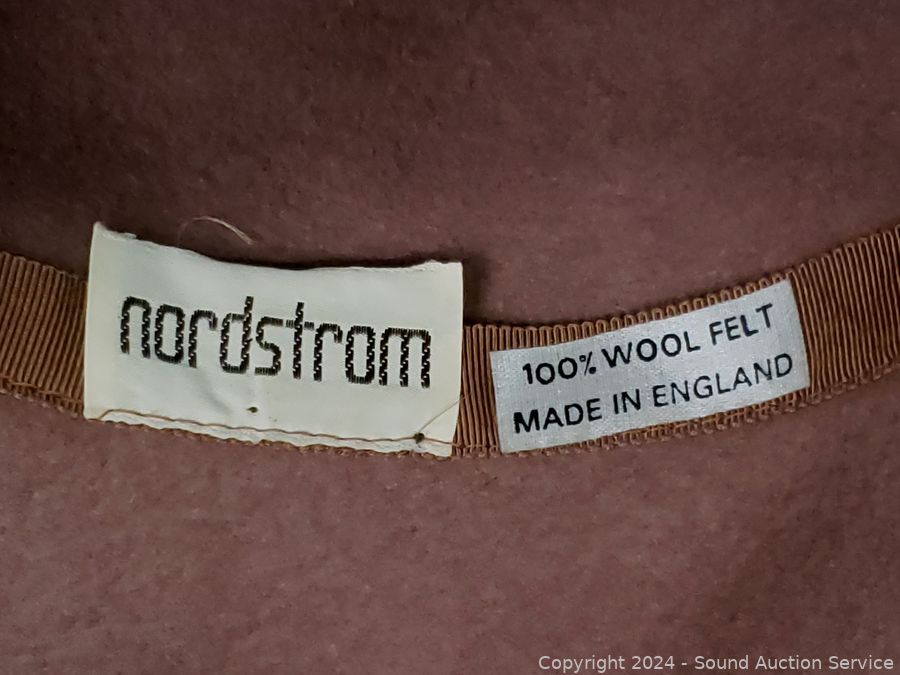 nordstrom
100% WOOL FELT
MADE IN ENGLAND
Copyright 2024 - Sound Auction Service